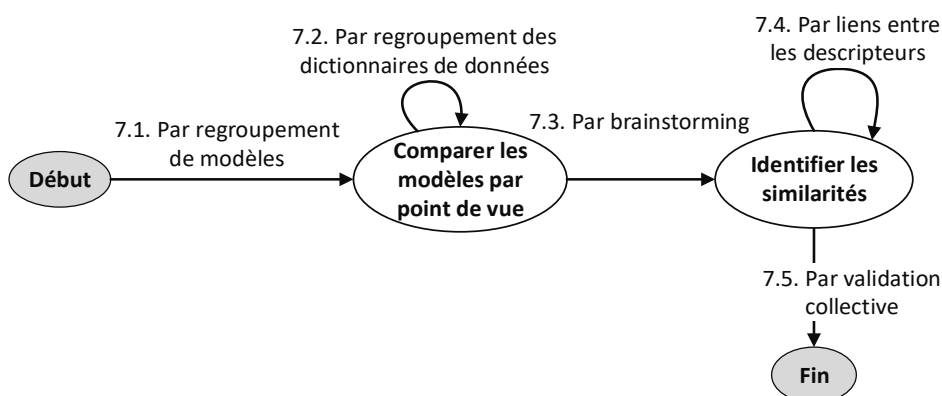 7.2. Par regroupement des
dictionnaires de données
7.4. Par liens entre
les descripteurs
7.1. Par regroupement
de modèles
7.3. Par brainstorming
Début
Comparer les
modèles par
point de vue
Identifier les
similarités
7.5. Par validation
collective
Fin